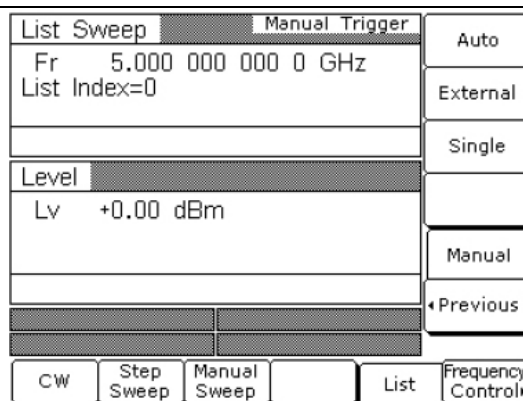 List Sweep
Manual Trigger
Fr 5.000 000 000 0 GHz
List Index=0
Level
Lv +0.00 dBm
Auto
External
Single
Manual
Previous
CW
Step Sweep
Manual Sweep
List
Frequency Control